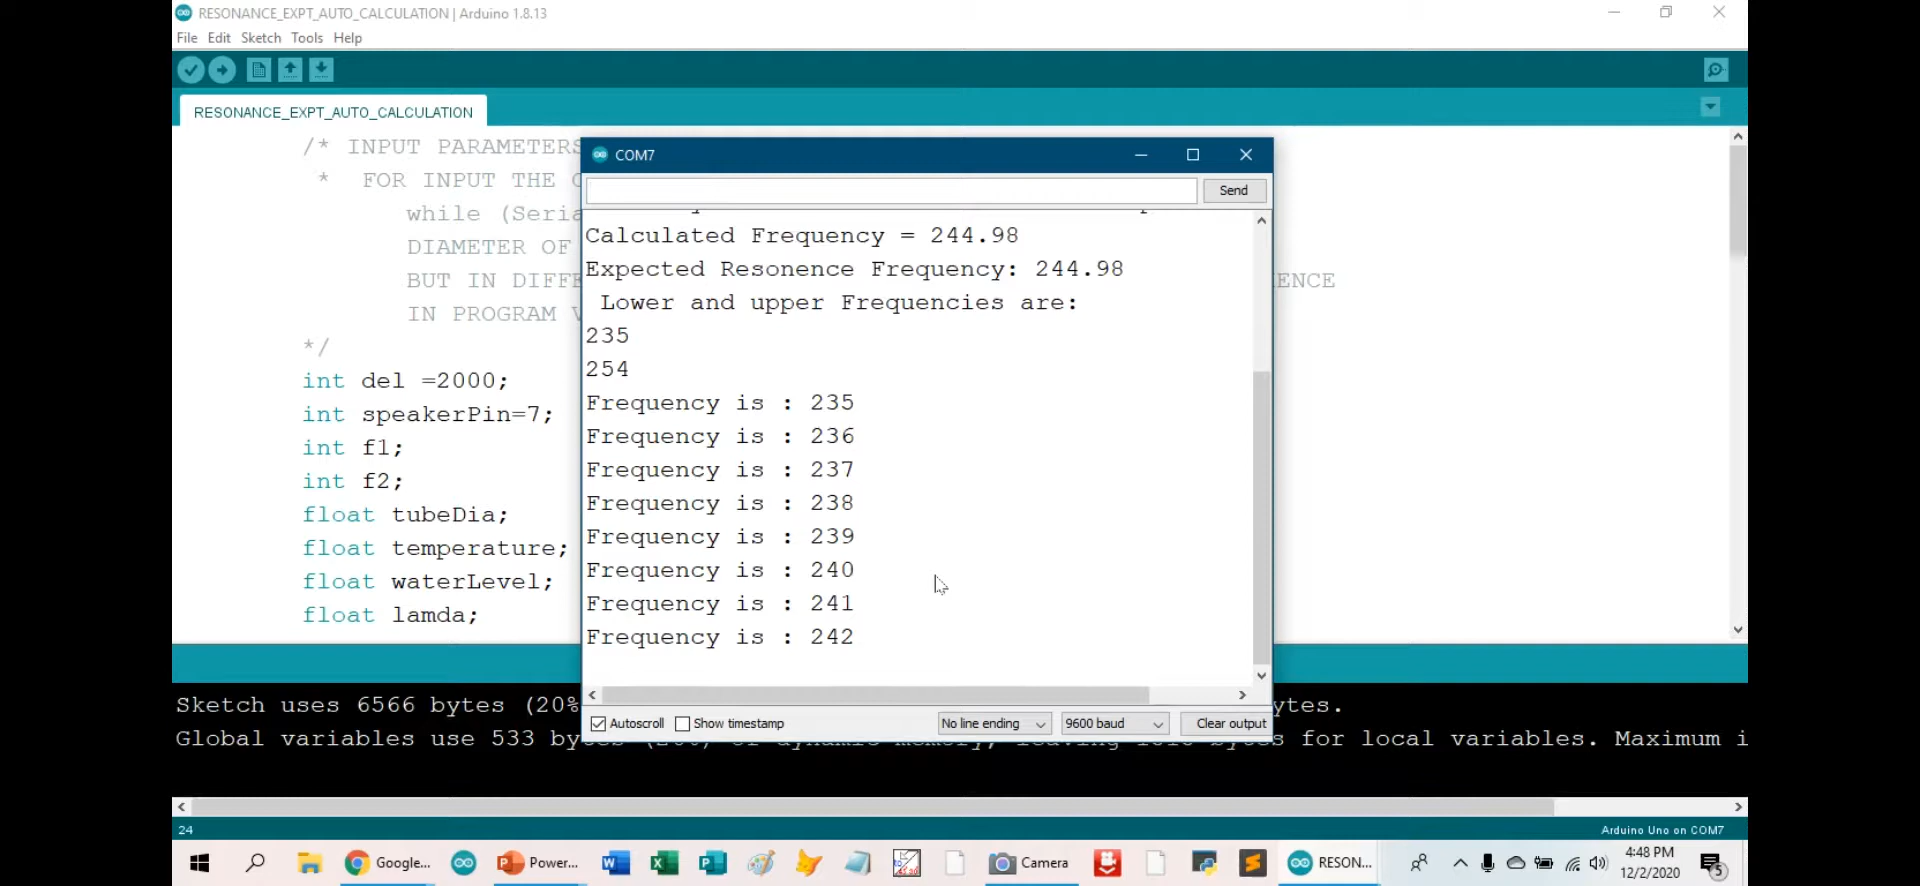 RESONANCE_EXPT_AUTO_CALCULATION | Arduino 1.8.13
File Edit Sketch Tools Help
RESONANCE_EXPT_AUTO_CALCULATION
/* INPUT PARAMETERS
* FOR INPUT THE
while (Seria
DIAMETER OF
BUT IN DIFFE
ENCE
IN PROGRAM
*/
int del =2000;
int speakerPin=7;
int f1;
int f2;
float tubeDia;
float temperature;
float waterLevel;
float lamda;
COM7
Send
Calculated Frequency = 244.98
Expected Resonence Frequency: 244.98
Lower and upper Frequencies are:
235
254
Frequency is : 235
Frequency is : 236
Frequency is : 237
Frequency is : 238
Frequency is : 239
Frequency is : 240
Frequency is : 241
Frequency is : 242
Autoscroll Show timestamp No line ending 9600 baud Clear output
Sketch uses 6566 bytes (20% ytes.
Global variables use 533 for local variables. Maximum i
24
Arduino Uno on COM7
Google... Power... Camera RESON...
4:48 PM
12/2/2020
5